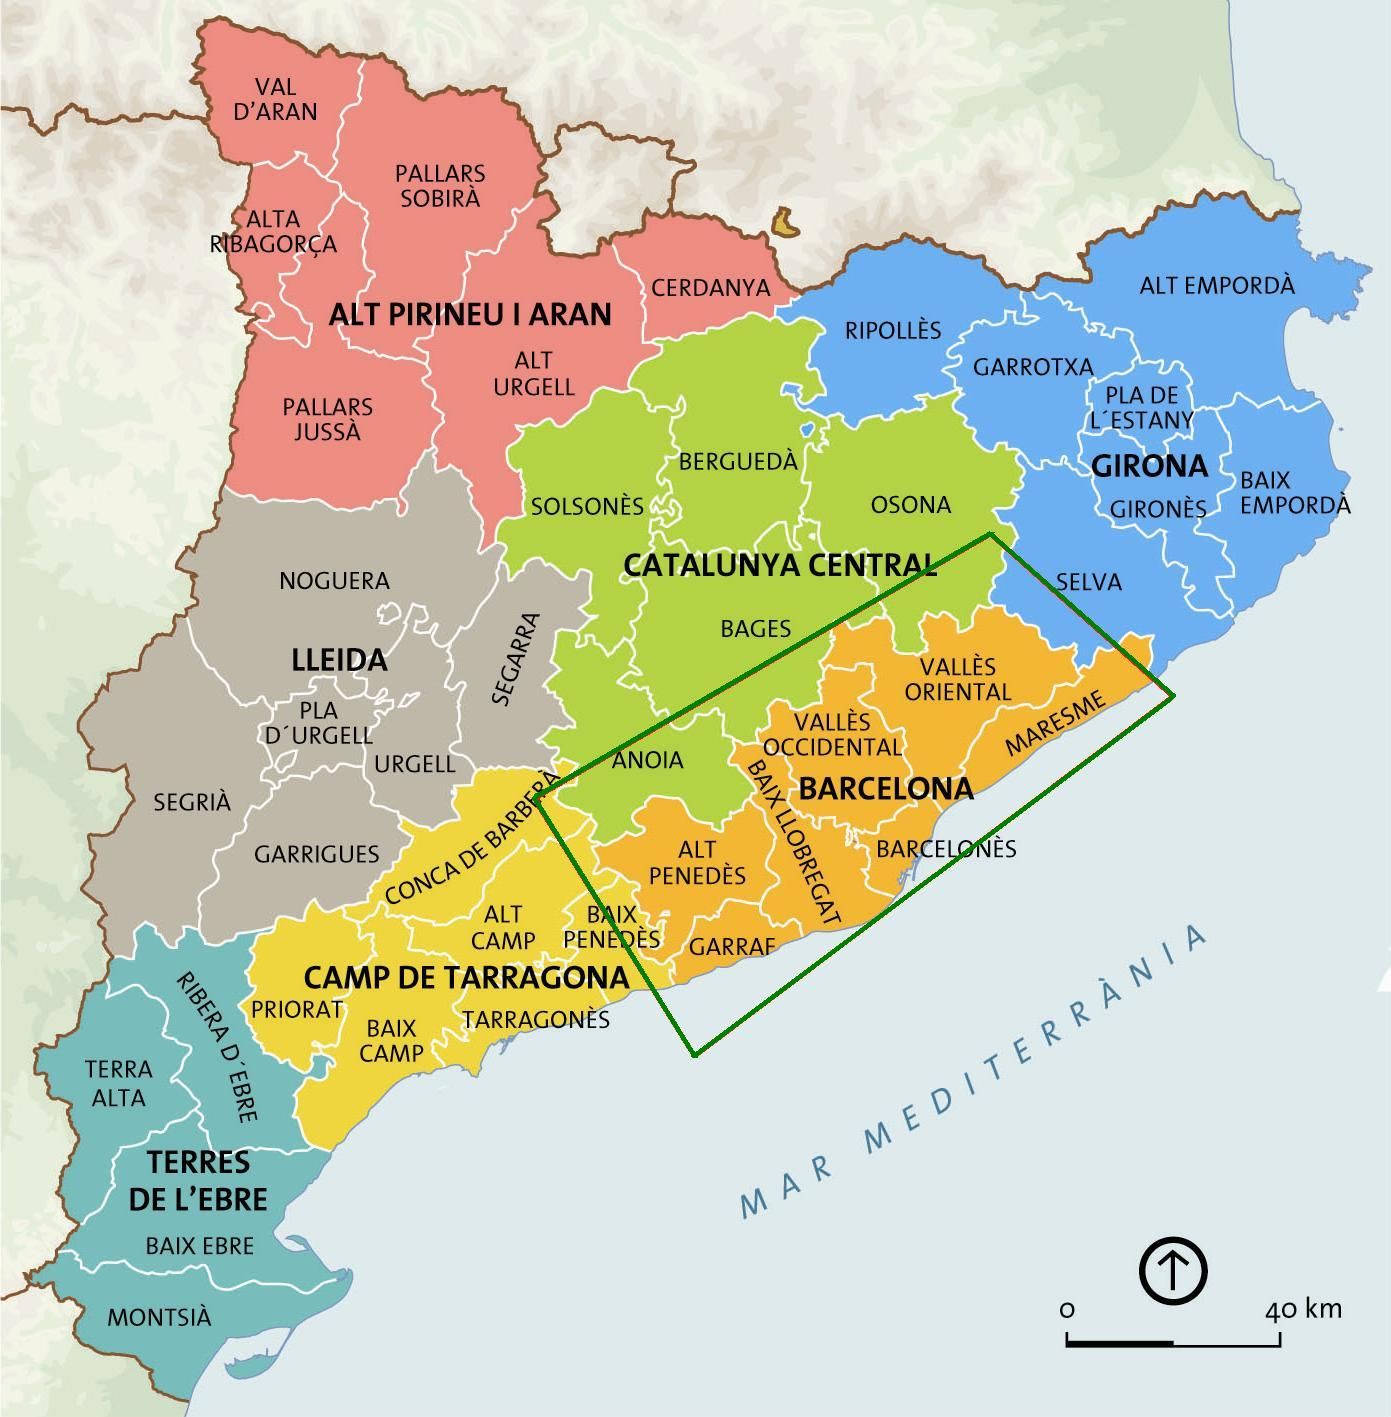 VAL
D'ARAN
PALLARS
SOBIRÀ
ALTA
RIBAGORÇA
CERDANYA
ALT PIRINEU I ARAN
ALT
URGELL
PALLARS
JUSSÀ
RIPOLLÈS
ALT EMPORDÀ
GARROTXA
PLA DE
L´ESTANY
GIRONA
GIRONÈS
BAIX
EMPORDÀ
SELVA
BERGUEDÀ
SOLSONÈS
OSONA
CATALUNYA CENTRAL
BAGES
ANOIA
NOGUERA
LLEIDA
SEGARRA
PLA
D´URGELL
URGELL
SEGRIÀ
GARRIGUES
VALLÈS
ORIENTAL
MARESME
VALLÈS
OCCIDENTAL
BARCELONA
BAIX LLOBREGAT
BARCELONÈS
ALT
PENEDÈS
GARRAF
CONCA DE BARBERÀ
ALT
CAMP
BAIX
PENEDÈS
CAMP DE TARRAGONA
PRIORAT
BAIX
CAMP
TARRAGONÈS
RIBERA D´EBRE
TERRA
ALTA
TERRES
DE L'EBRE
BAIX EBRE
MONTSIÀ
MAR MEDITERRÀNIA
0 40 km